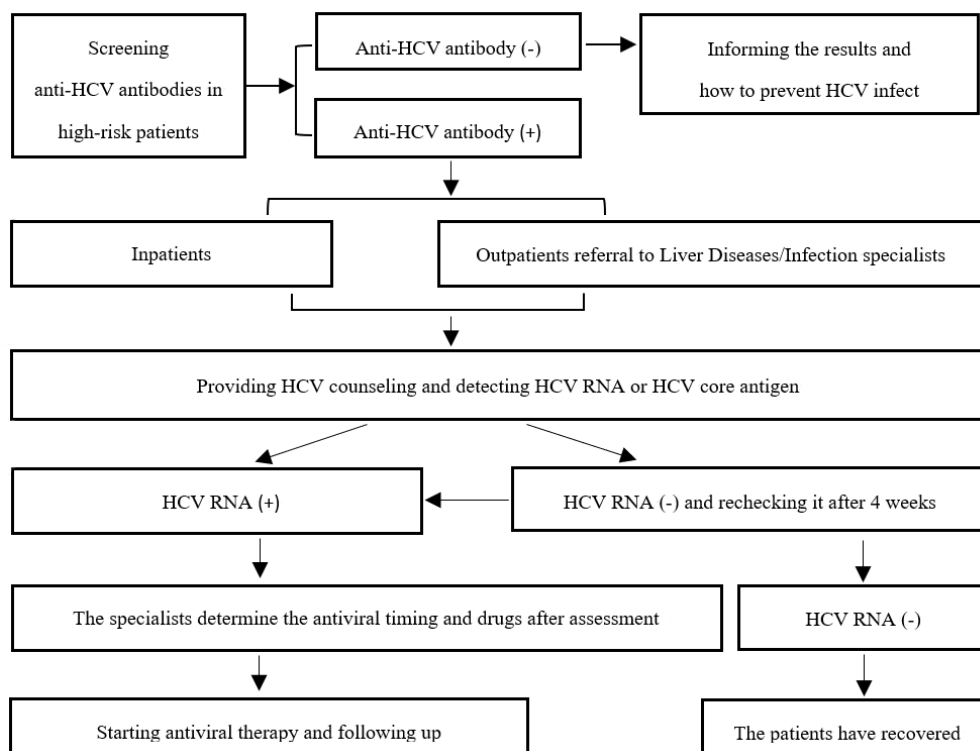 Screening
anti-HCV antibodies in
high-risk patients
Anti-HCV antibody (-)
Anti-HCV antibody (+)
Informing the results and
how to prevent HCV infect
Inpatients
Outpatients referral to Liver Diseases/Infection specialists
Providing HCV counseling and detecting HCV RNA or HCV core antigen
HCV RNA (+)
HCV RNA (-) and rechecking it after 4 weeks
The specialists determine the antiviral timing and drugs after assessment
HCV RNA (-)
Starting antiviral therapy and following up
The patients have recovered